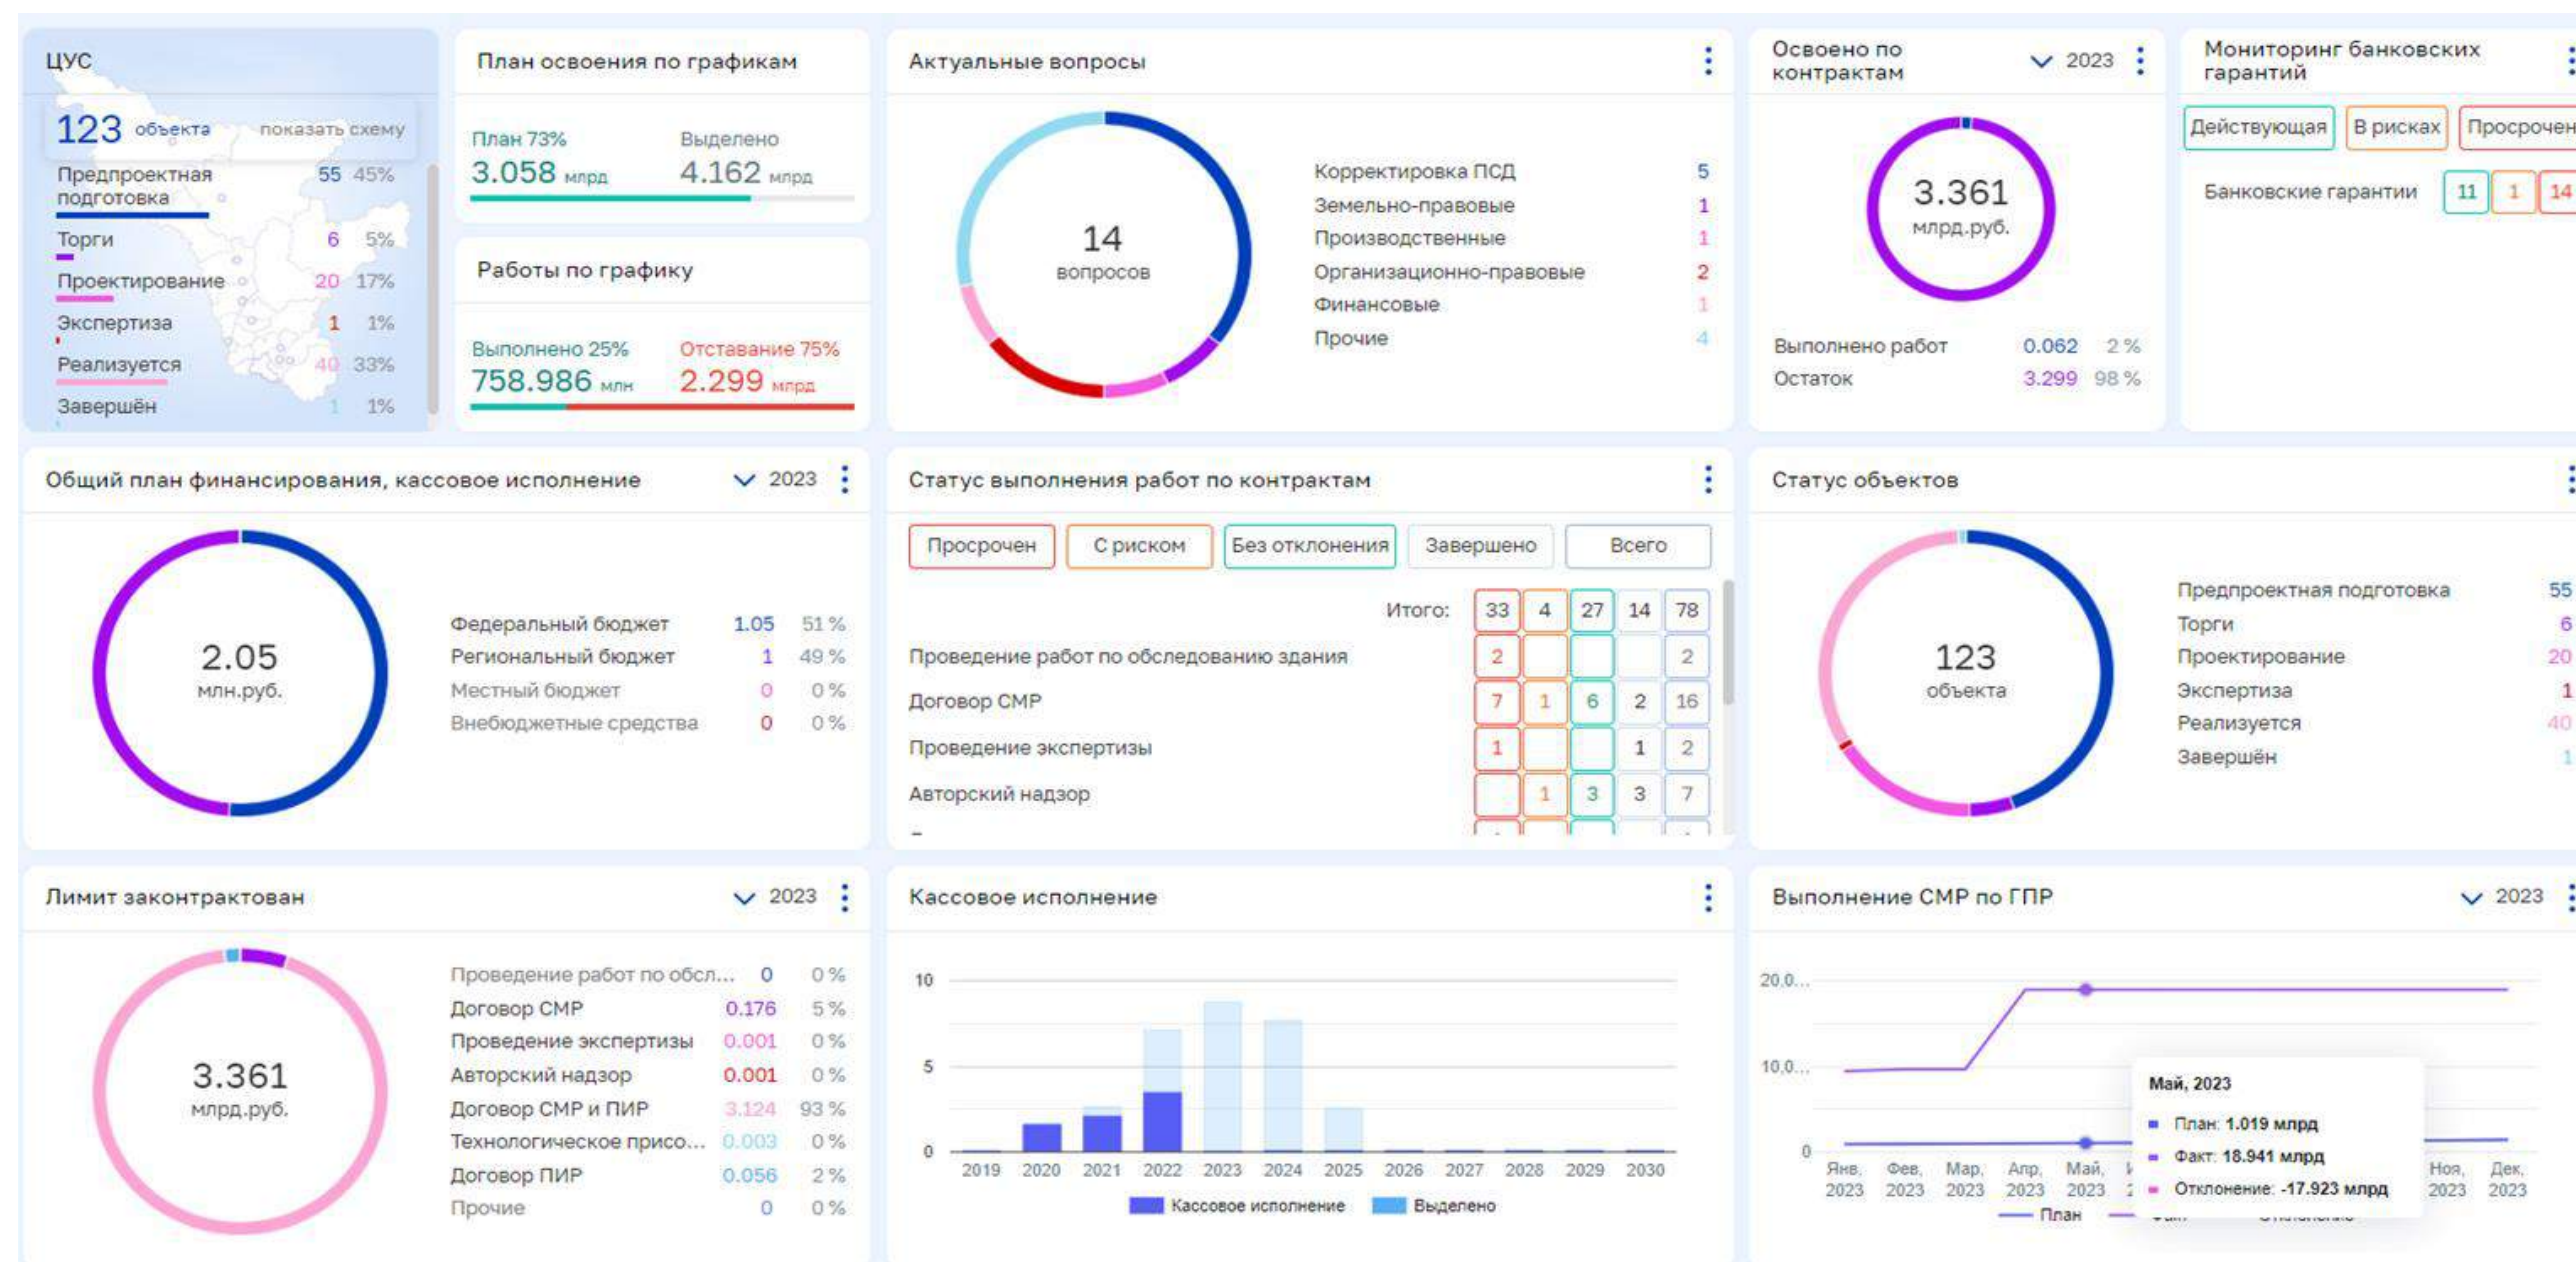 ЦУС
123 объекта показать схему
Предпроектная
подготовка 55 45%
Торги 6 5%
Проектирование 20 17%
Экспертиза 1 1%
Реализуется 40 33%
Завершён 1 1%
План освоения по графикам
План 73% Выделено
3.058 млрд 4.162 млрд
Работы по графику
Выполнено 25% Отставание 75%
758.986 млн 2.299 млрд
Актуальные вопросы
14
вопросов
Корректировка ПСД 5
Земельно-правовые 1
Производственные 1
Организационно-правовые 2
Финансовые 1
Прочие 4
Освоено по
контрактам 2023
3.361
млрд.руб.
Выполнено работ 0.062 2 %
Остаток 3.299 98 %
Мониторинг банковских
гарантий
Действующая В рисках Просрочен
Банковские гарантии 11 1 14
Общий план финансирования, кассовое исполнение 2023
2.05
млн.руб.
Федеральный бюджет 1.05 51 %
Региональный бюджет 1 49 %
Местный бюджет 0 0 %
Внебюджетные средства 0 0 %
Статус выполнения работ по контрактам
Просрочен С риском Без отклонения Завершено Всего
Итого: 33 4 27 14 78
Проведение работ по обследованию здания 2 2
Договор СМР 7 1 6 2 16
Проведение экспертизы 1 1 2
Авторский надзор 1 3 3 7
Статус объектов
123
объекта
Предпроектная подготовка 55
Торги 6
Проектирование 20
Экспертиза 1
Реализуется 40
Завершён 1
Лимит законтрактован 2023
3.361
млрд.руб.
Проведение работ по обсл... 0 0 %
Договор СМР 0.176 5 %
Проведение экспертизы 0.001 0 %
Авторский надзор 0.001 0 %
Договор СМР и ПИР 3.124 93 %
Технологическое присо... 0.003 0 %
Договор ПИР 0.056 2 %
Прочие 0 0 %
Кассовое исполнение
10
5
0
2019 2020 2021 2022 2023 2024 2025 2026 2027 2028 2029 2030
Кассовое исполнение Выделено
Выполнение СМР по ГПР 2023
20,0...
10,0...
0
Янв, Фев, Мар, Апр, Май, Ноя, Дек,
2023 2023 2023 2023 2023 2023 2023
План
Май, 2023
План: 1.019 млрд
Факт: 18.941 млрд
Отклонение: -17.923 млрд